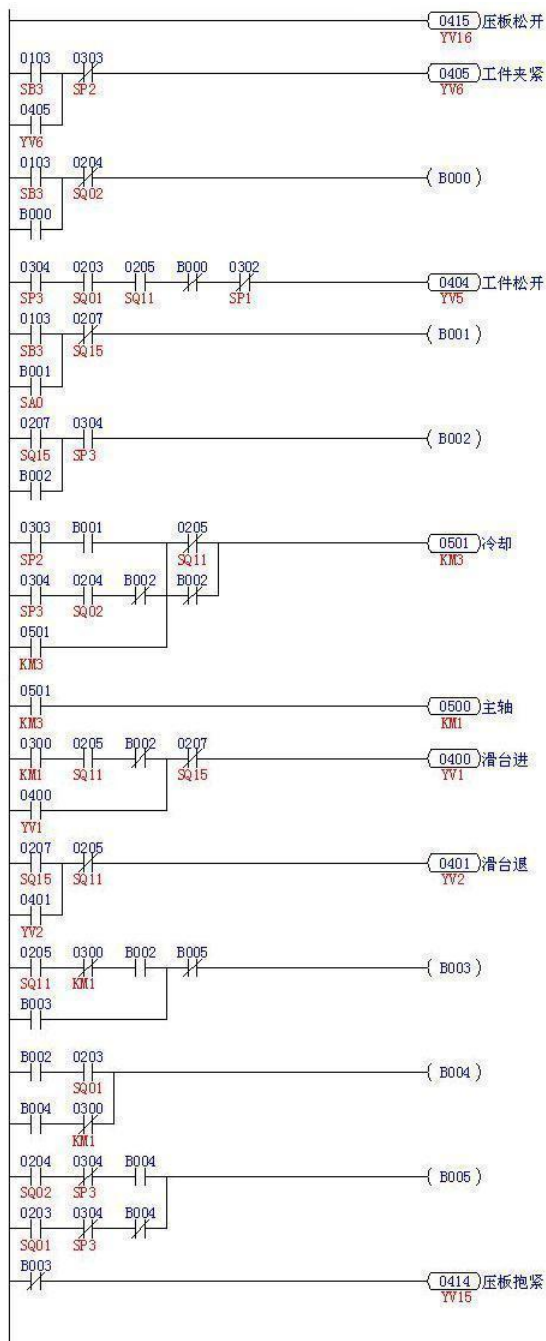 0415 压板松开
YV16
0103 0303 0405 工件夹紧
SB3 SP2 YV6
0405
YV6
0103 0204 B000
SB3 SQ02
B000
0304 0203 0205 B000 0302 0404 工件松开
SP3 SQ01 SQ11 SP1 YV5
0103 0207 B001
SB3 SQ15
B001
SA0
0207 0304 B002
SQ15 SP3
B002
0303 B001 0205 0501 冷却
SP2 SQ11 KM3
0304 0204 B002 B002
SP3 SQ02
0501
KM3
0501 0500 主轴
KM3 KM1
0300 0205 B002 0207 0400 滑台进
KM1 SQ11 SQ15 YV1
0400
YV1
0207 0205 0401 滑台退
SQ15 SQ11 YV2
0401
YV2
0205 0300 B002 B005 B003
SQ11 KM1
B003
B002 0203 B004
SQ01
B004 0300
KM1
0204 0304 B004 B005
SQ02 SP3
0203 0304 B004
SQ01 SP3
B003 0414 压板抱紧
YV15